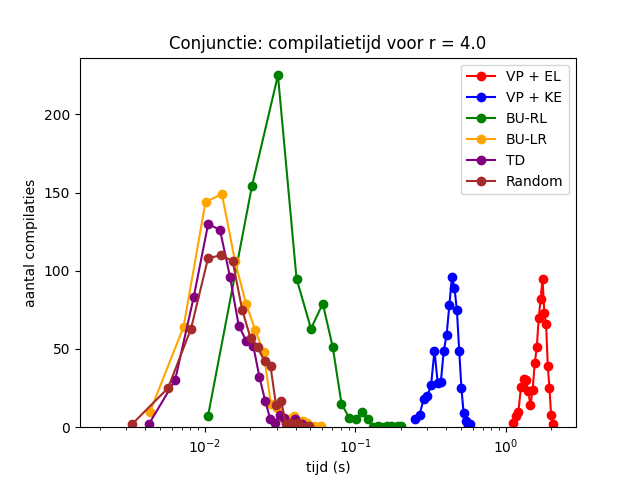 Conjunctie: compilatietijd voor r = 4.0
aantal compilaties
200
150
100
50
0
VP + EL
VP + KE
BU-RL
BU-LR
TD
Random
10⁻² 10⁻¹ 10⁰
tijd (s)